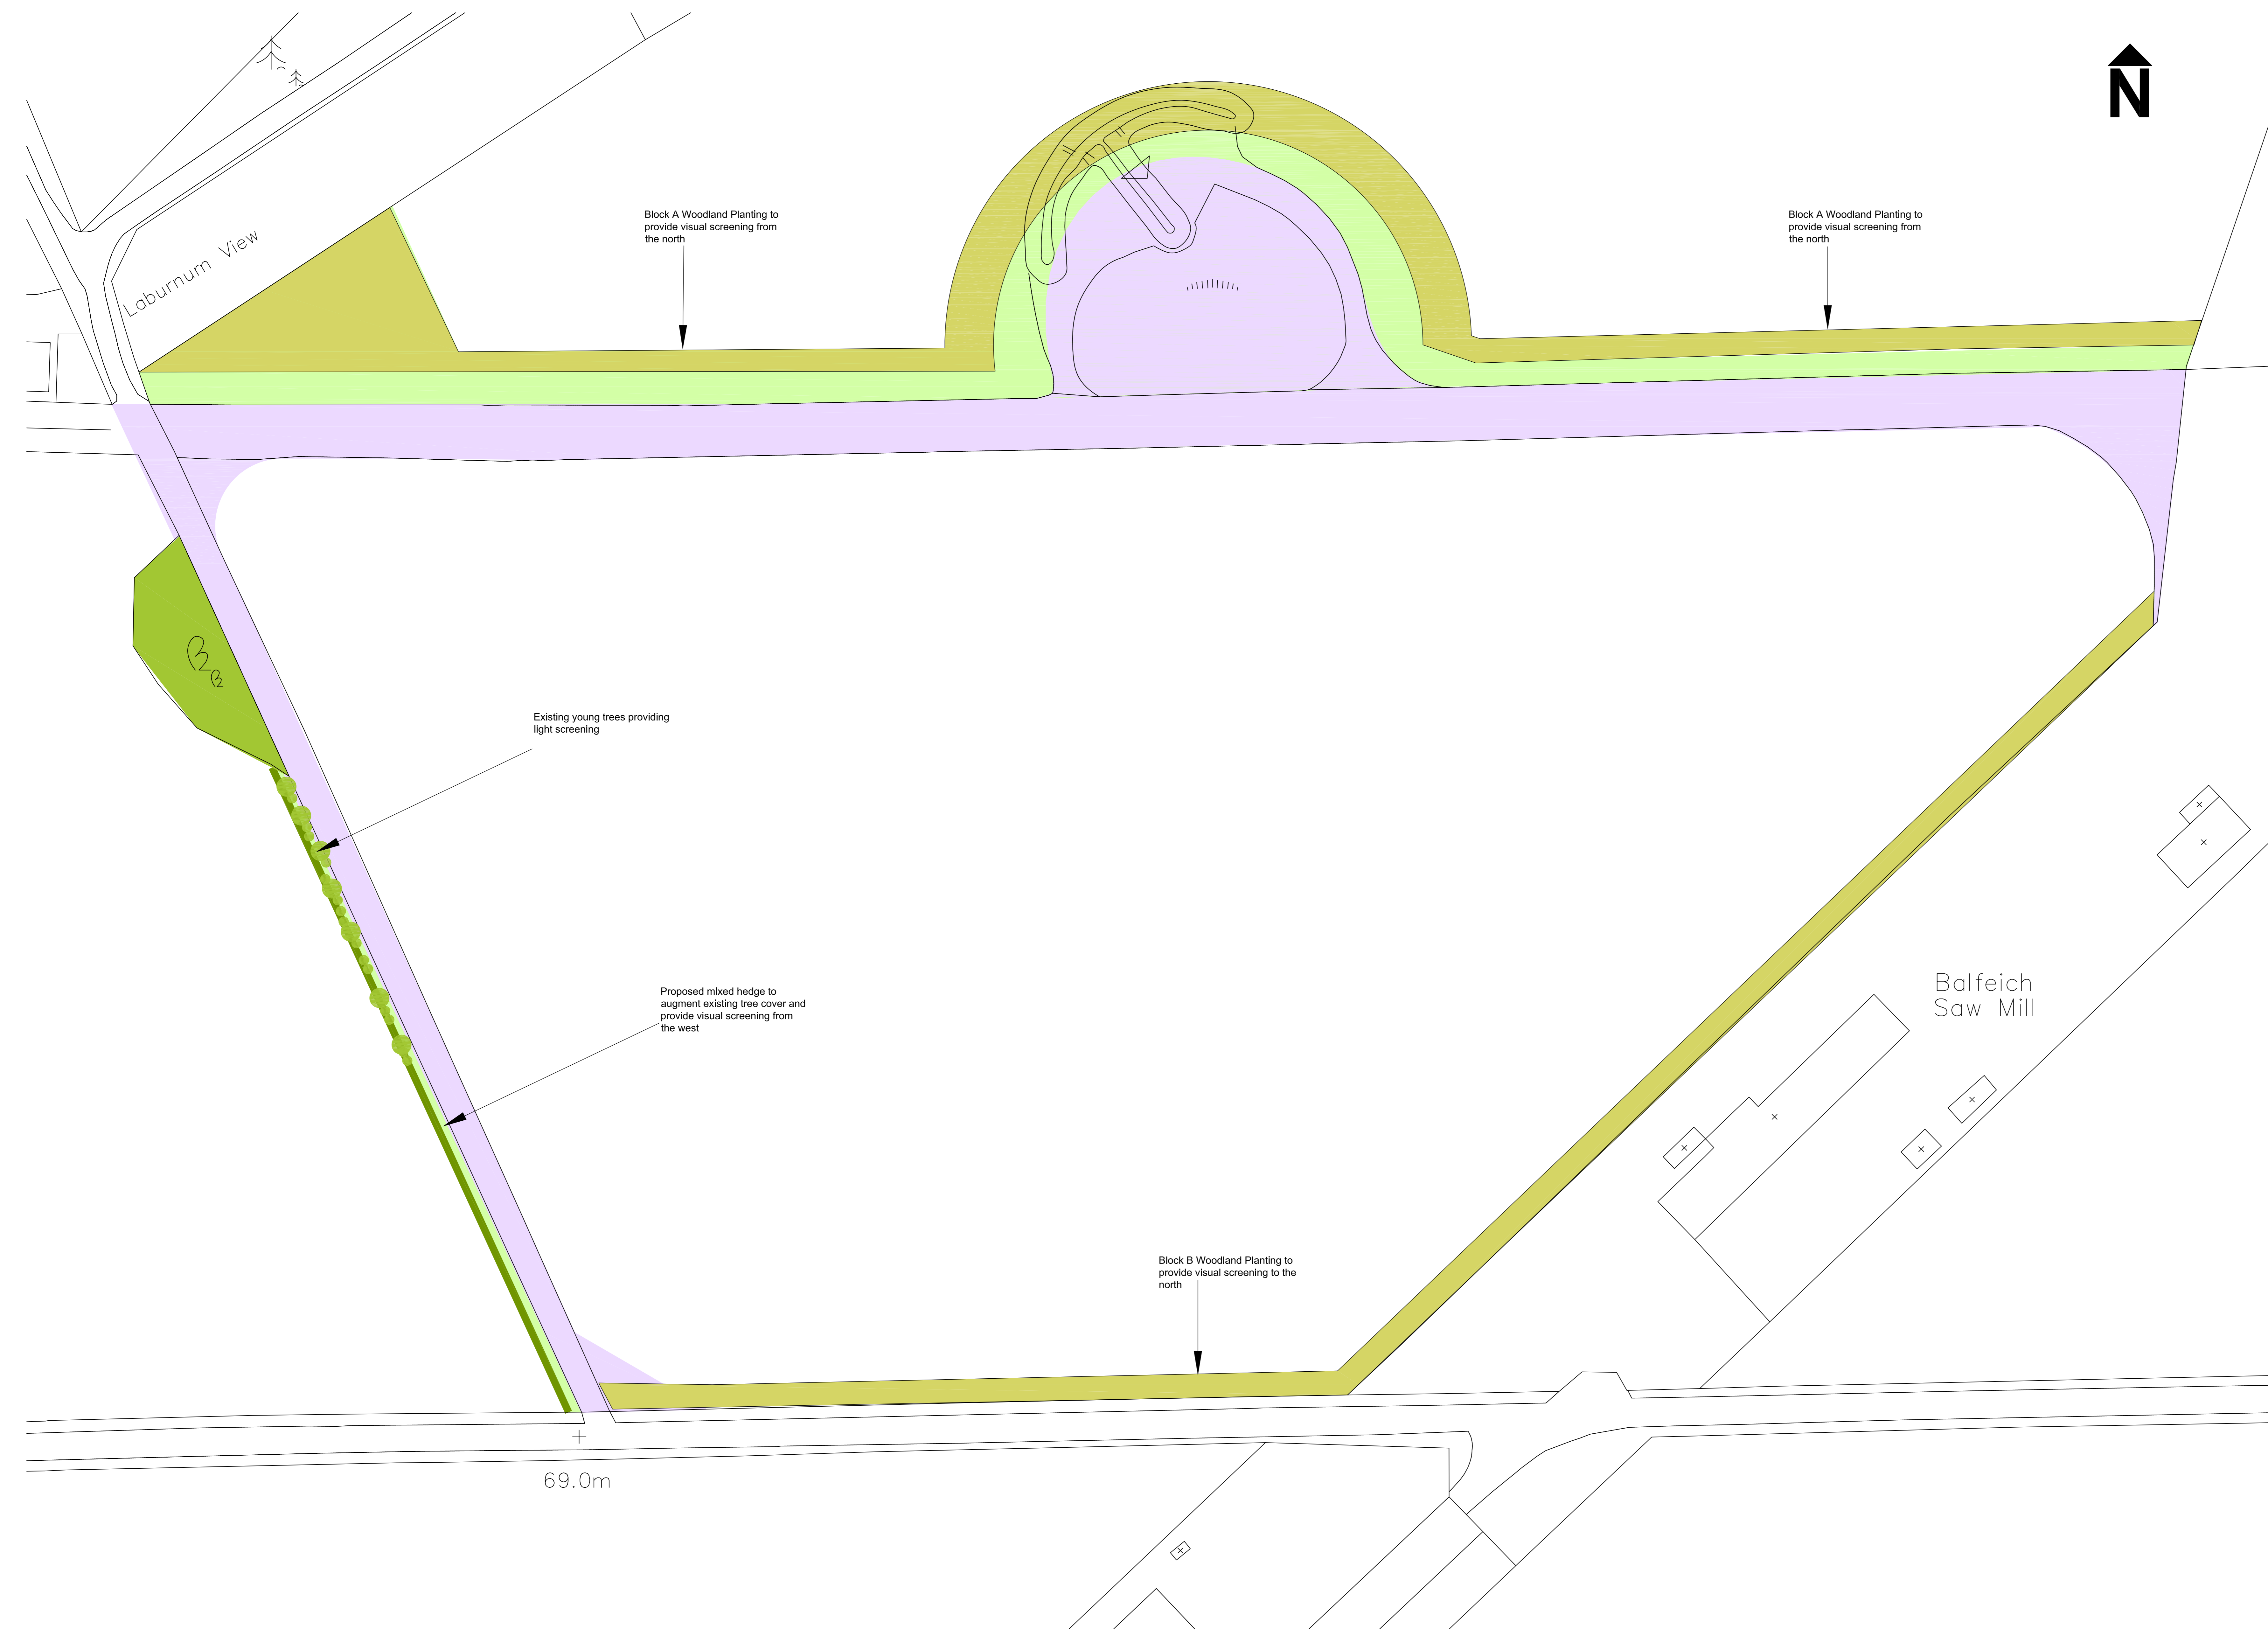 N
Block A Woodland Planting to
provide visual screening from
the north
Block A Woodland Planting to
provide visual screening from
the north
Laburnum View
Existing young trees providing
light screening
Proposed mixed hedge to
augment existing tree cover and
provide visual screening from
the west
Balfeich
Saw Mill
Block B Woodland Planting to
provide visual screening to the
north
69.0m